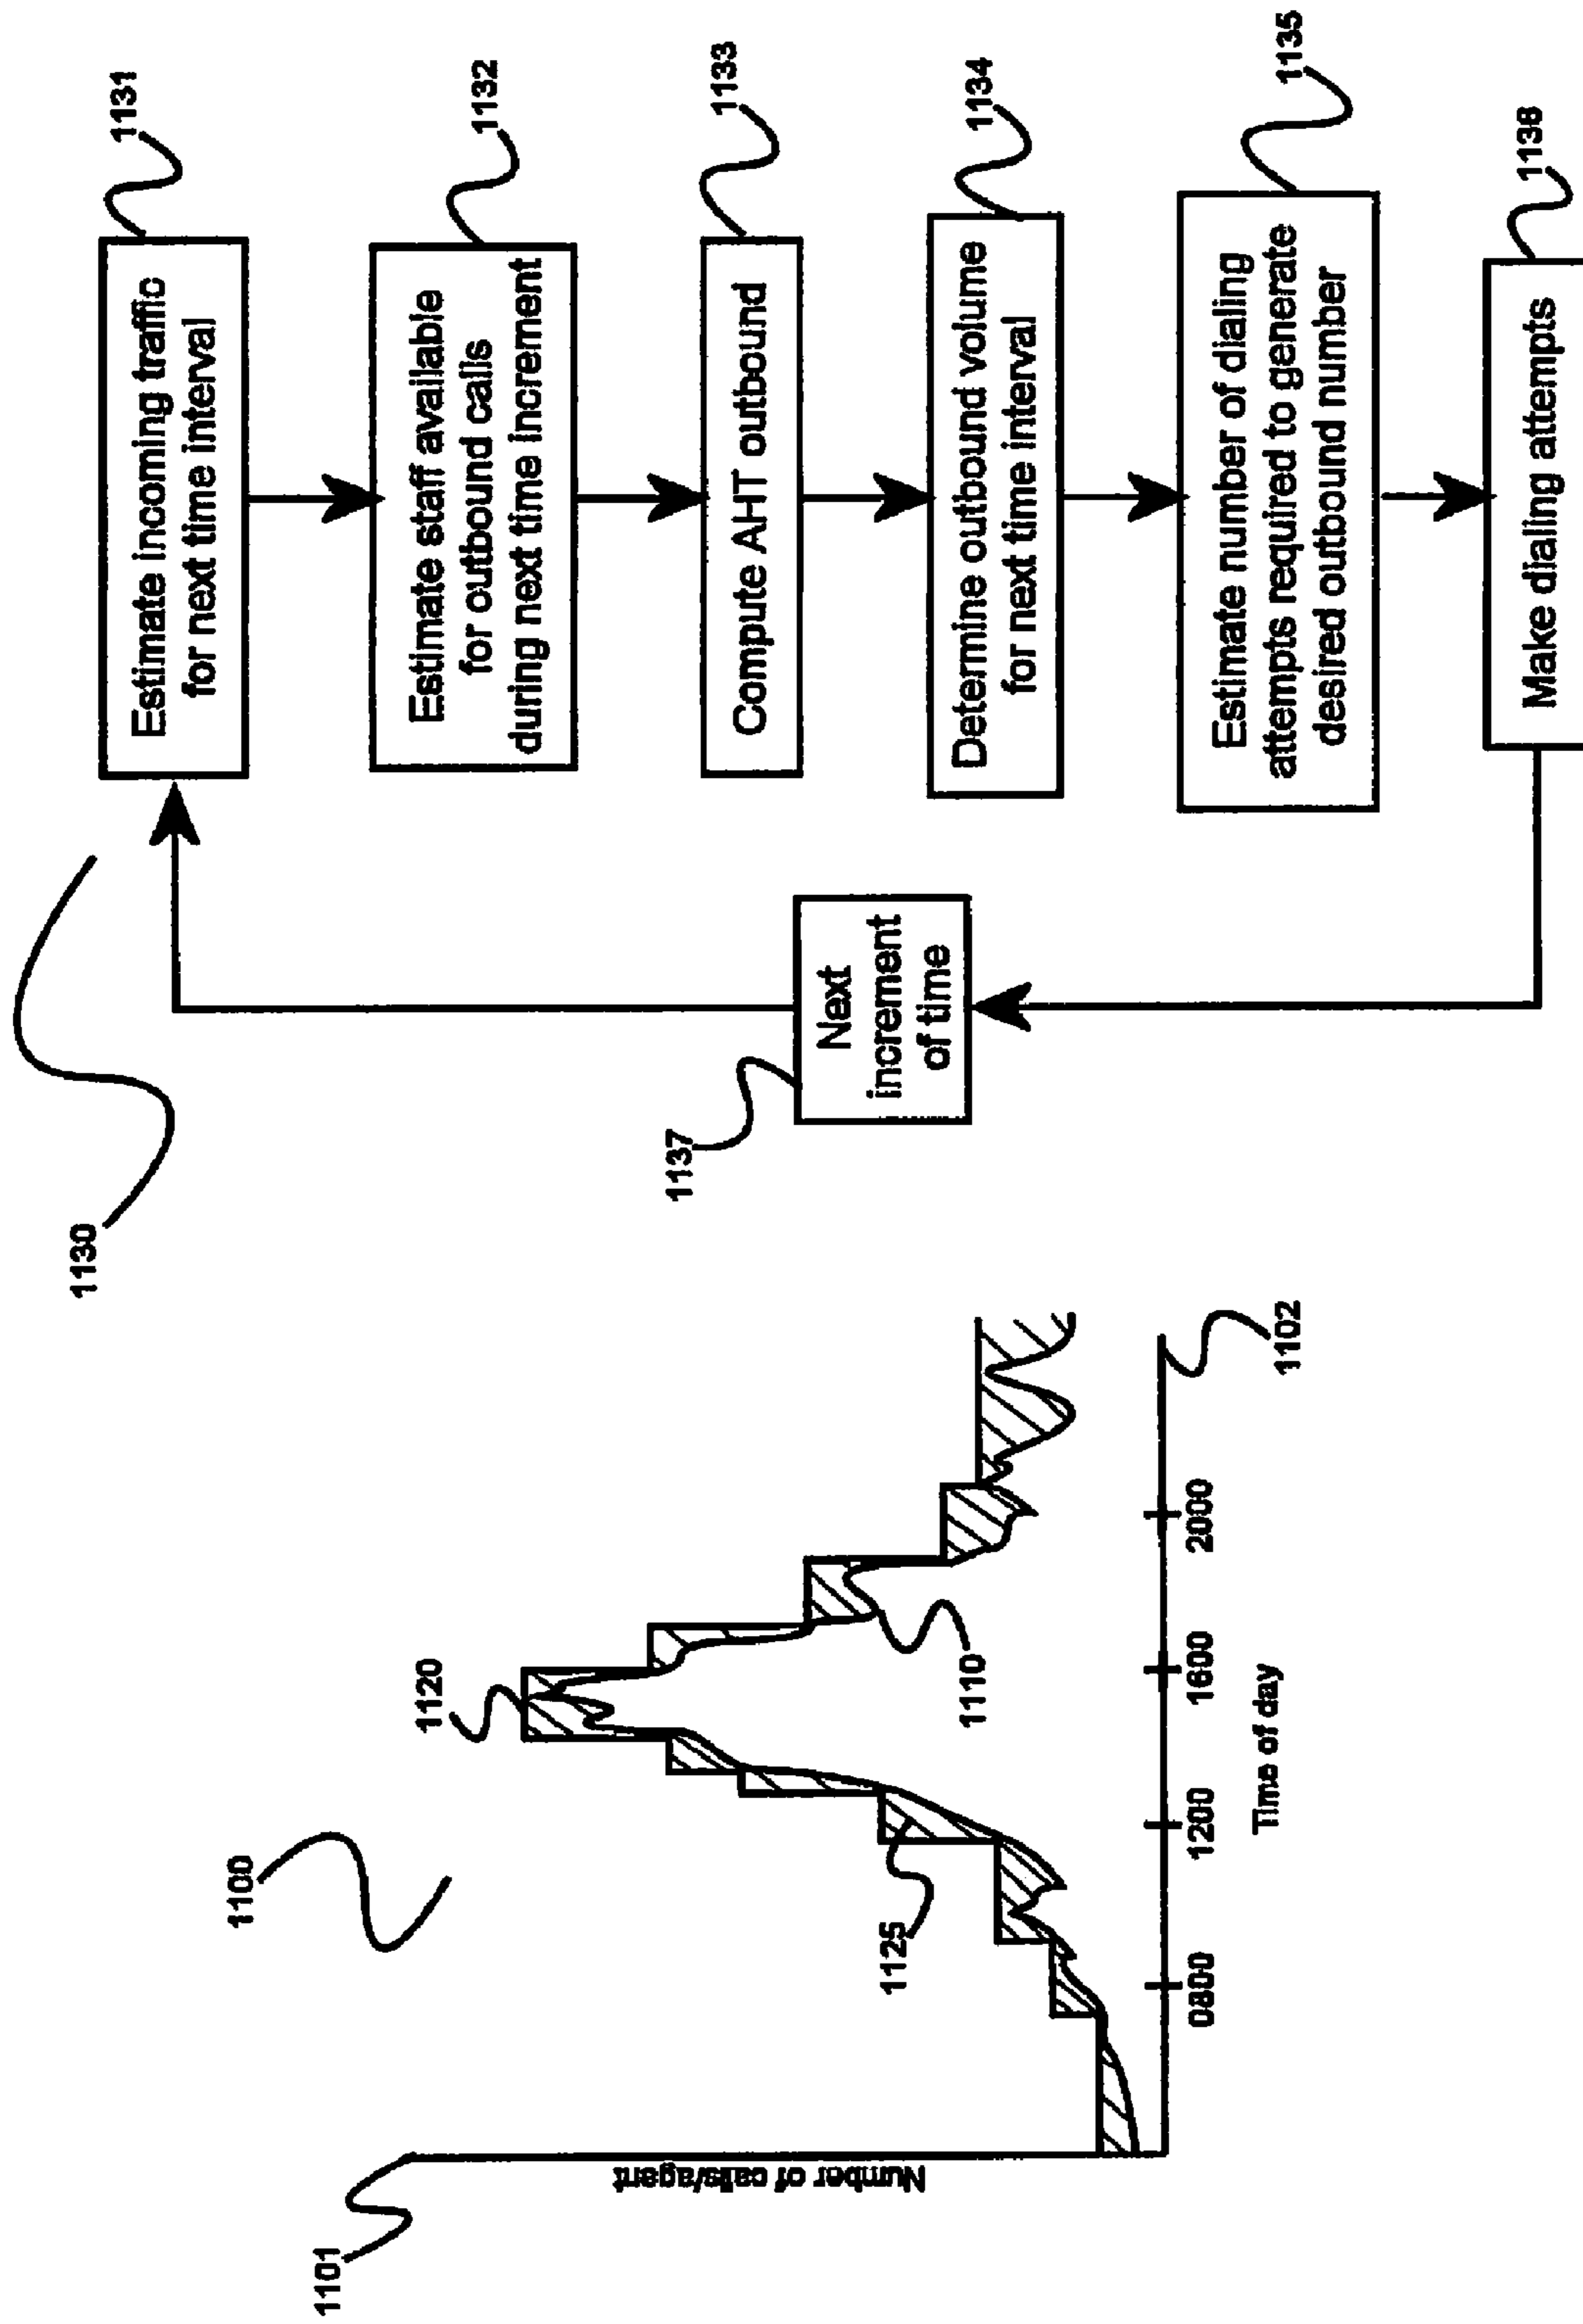 1100
1101
Number of calls/agent
1120
1125
1110
0800
1200
1600
2000
Time of day
1102
1130
Estimate incoming traffic
for next time interval
1131
Estimate staff available
for outbound calls
during next time increment
1132
Compute AHT outbound
1133
Determine outbound volume
for next time interval
1134
Estimate number of dialing
attempts required to generate
desired outbound number
1135
Make dialing attempts
1136
Next
increment
of time
1137